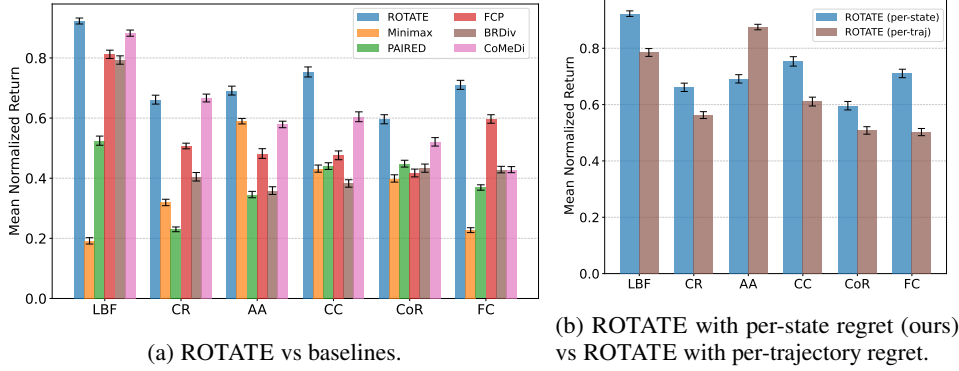 Mean Normalized Return
0.8
0.6
0.4
0.2
0.0
ROTATE
Minimax
PAIRED
FCP
BRDiv
CoMeDi
LBF
CR
AA
CC
CoR
FC
(a) ROTATE vs baselines.
Mean Normalized Return
0.8
0.6
0.4
0.2
0.0
ROTATE (per-state)
ROTATE (per-traj)
LBF
CR
AA
CC
CoR
FC
(b) ROTATE with per-state regret (ours)
vs ROTATE with per-trajectory regret.